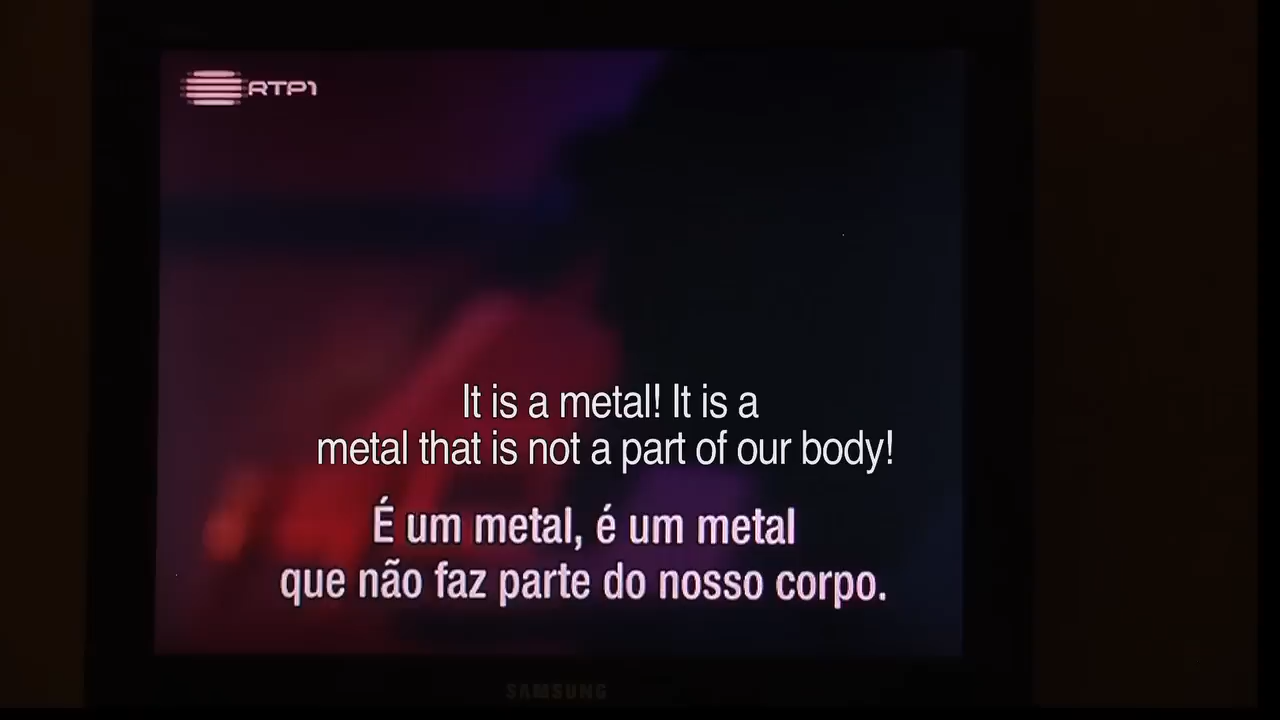 RTP1
It is a metal! It is a
metal that is not a part of our body!
É um metal, é um metal
que não faz parte do nosso corpo.
SAMSUNG